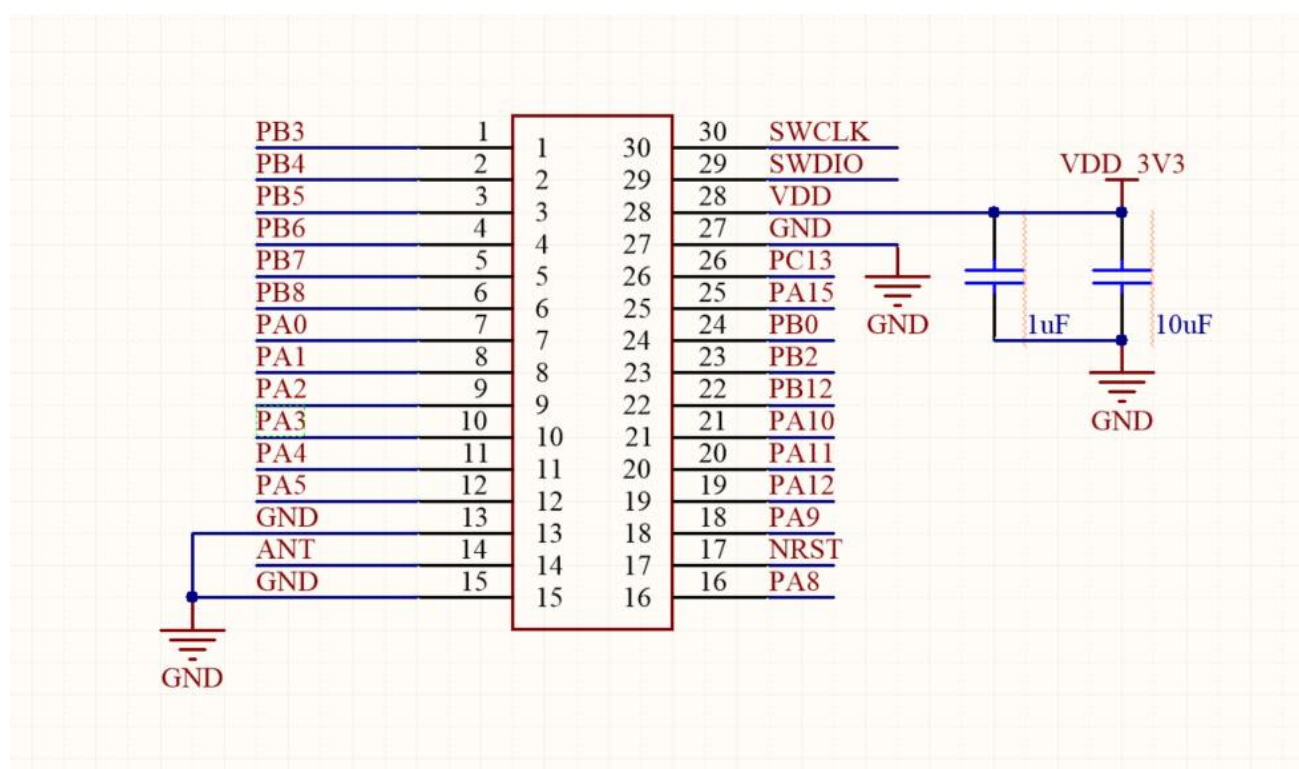 PB3 1 1 30 30 SWCLK
PB4 2 2 29 29 SWDIO
VDD_3V3
PB5 3 3 28 28 VDD
PB6 4 4 27 27 GND
PB7 5 5 26 26 PC13
PB8 6 6 25 25 PA15
PA0 7 7 24 24 PB0 GND 1uF 10uF
PA1 8 8 23 23 PB2
PA2 9 9 22 22 PB12
PA3 10 10 21 21 PA10 GND
PA4 11 11 20 20 PA11
PA5 12 12 19 19 PA12
GND 13 13 18 18 PA9
ANT 14 14 17 17 NRST
GND 15 15 16 16 PA8
GND